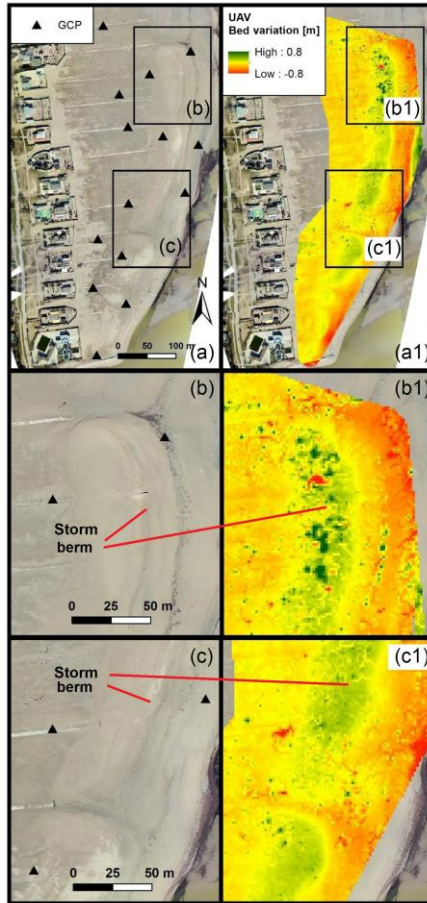 ▲ GCP
UAV
Bed variation [m]
High : 0.8
Low : -0.8
(b)
(b1)
(c)
(c1)
N
0 50 100 m
(a)
(a1)
(b)
(b1)
Storm
berm
0 25 50 m
(c)
(c1)
Storm
berm
0 25 50 m